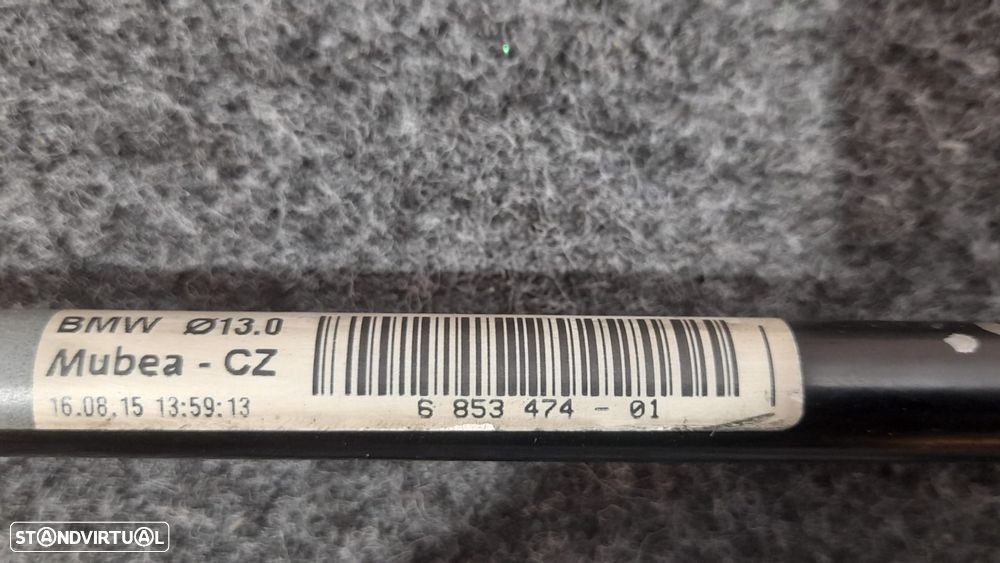 BMW Ø13.0
Mubea - CZ
16.08.15 13:59:13
6 853 474 - 01
STANDVIRTUAL